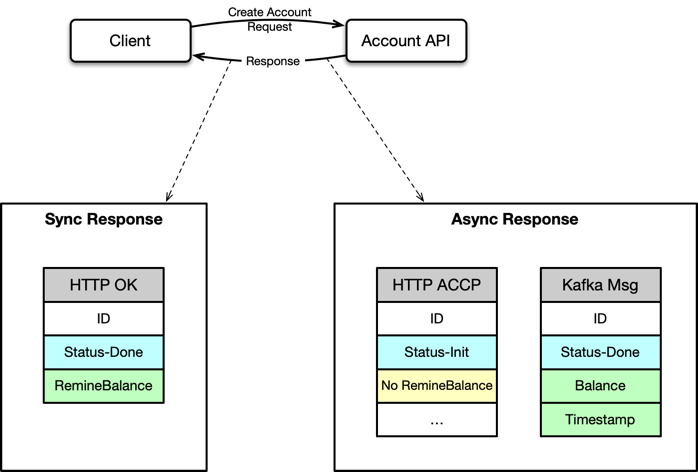 Create Account
Request
Client
Account API
Response
Sync Response
HTTP OK
ID
Status-Done
RemineBalance
Async Response
HTTP ACCP
ID
Status-Init
No RemineBalance
...
Kafka Msg
ID
Status-Done
Balance
Timestamp